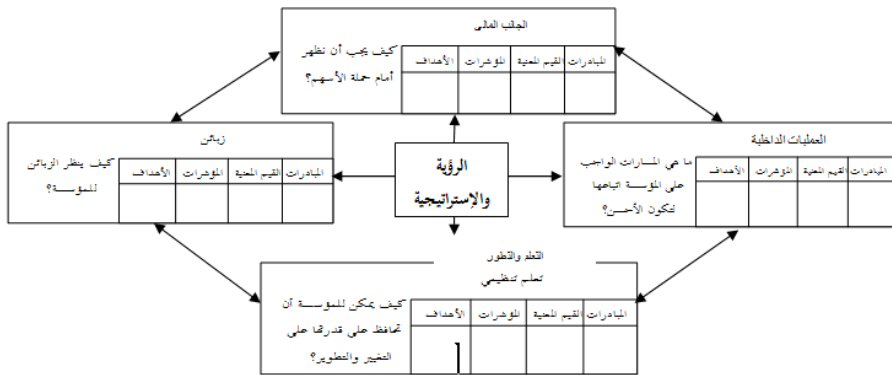 الجانب المالي
كيف يجب أن نظهر
أمام حملة الأسهم؟
الأهداف المؤشرات القيم المعنية المبادرات
زبائن
كيف ينظر الزبائن
للمؤسسة؟
الأهداف المؤشرات القيم المعنية المبادرات
الرؤية
والإستراتيجية
العمليات الداخلية
ما هي المسارات الواجب
على المؤسسة اتباعها
لتكون الأحسن؟
الأهداف المؤشرات القيم المعنية المبادرات
التعلم والتطور
تعلم تنظيمي
كيف يمكن للمؤسسة أن
تحافظ على قدرتها على
التغيير والتطوير؟
الأهداف المؤشرات القيم المعنية المبادرات